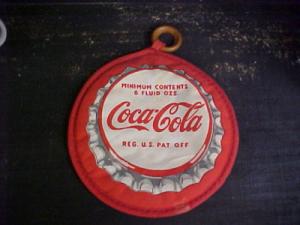 MINIMUM CONTENTS
6 FLUID OZS.
Coca-Cola
REG. U.S. PAT OFF